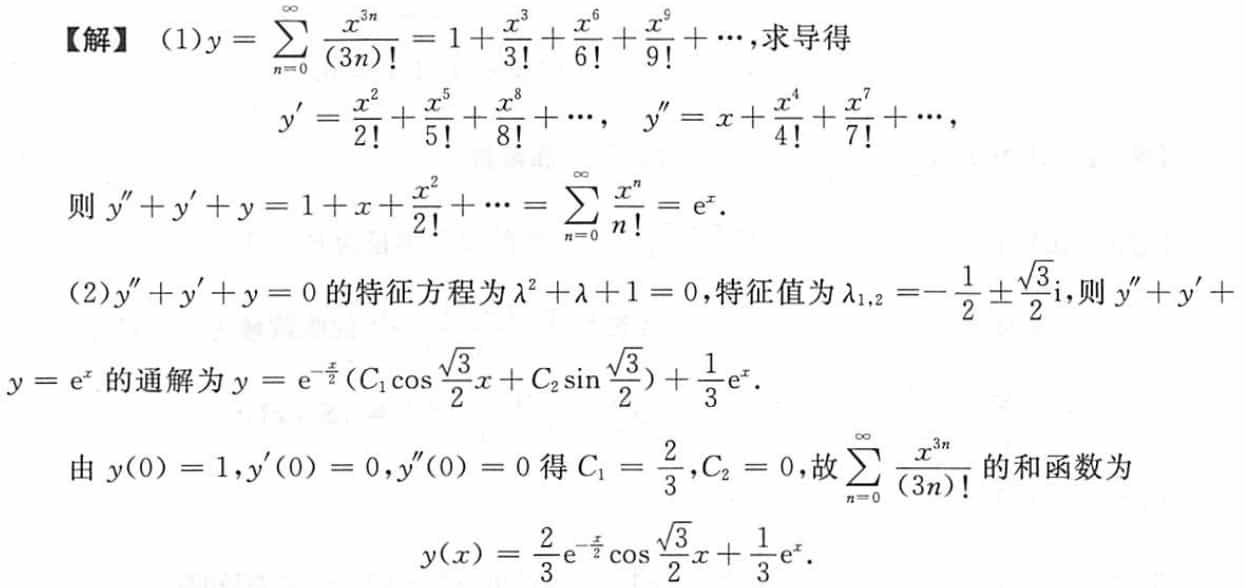 【解】 (1) $y = \sum_{n=0}^{\infty} \frac{x^{3n}}{(3n)!} = 1 + \frac{x^3}{3!} + \frac{x^6}{6!} + \frac{x^9}{9!} + \cdots$,求导得
$y' = \frac{x^2}{2!} + \frac{x^5}{5!} + \frac{x^8}{8!} + \cdots, \quad y'' = x + \frac{x^4}{4!} + \frac{x^7}{7!} + \cdots,$
则 $y'' + y' + y = 1 + x + \frac{x^2}{2!} + \cdots = \sum_{n=0}^{\infty} \frac{x^n}{n!} = \mathrm{e}^x.$
(2) $y'' + y' + y = 0$ 的特征方程为 $\lambda^2 + \lambda + 1 = 0$,特征值为 $\lambda_{1,2} = -\frac{1}{2} \pm \frac{\sqrt{3}}{2}\mathrm{i}$,则 $y'' + y' +$
$y = \mathrm{e}^x$ 的通解为 $y = \mathrm{e}^{-\frac{x}{2}}(C_1 \cos \frac{\sqrt{3}}{2}x + C_2 \sin \frac{\sqrt{3}}{2}) + \frac{1}{3}\mathrm{e}^x.$
由 $y(0) = 1, y'(0) = 0, y''(0) = 0$ 得 $C_1 = \frac{2}{3}, C_2 = 0$,故 $\sum_{n=0}^{\infty} \frac{x^{3n}}{(3n)!}$ 的和函数为
$y(x) = \frac{2}{3}\mathrm{e}^{-\frac{x}{2}} \cos \frac{\sqrt{3}}{2}x + \frac{1}{3}\mathrm{e}^x.$